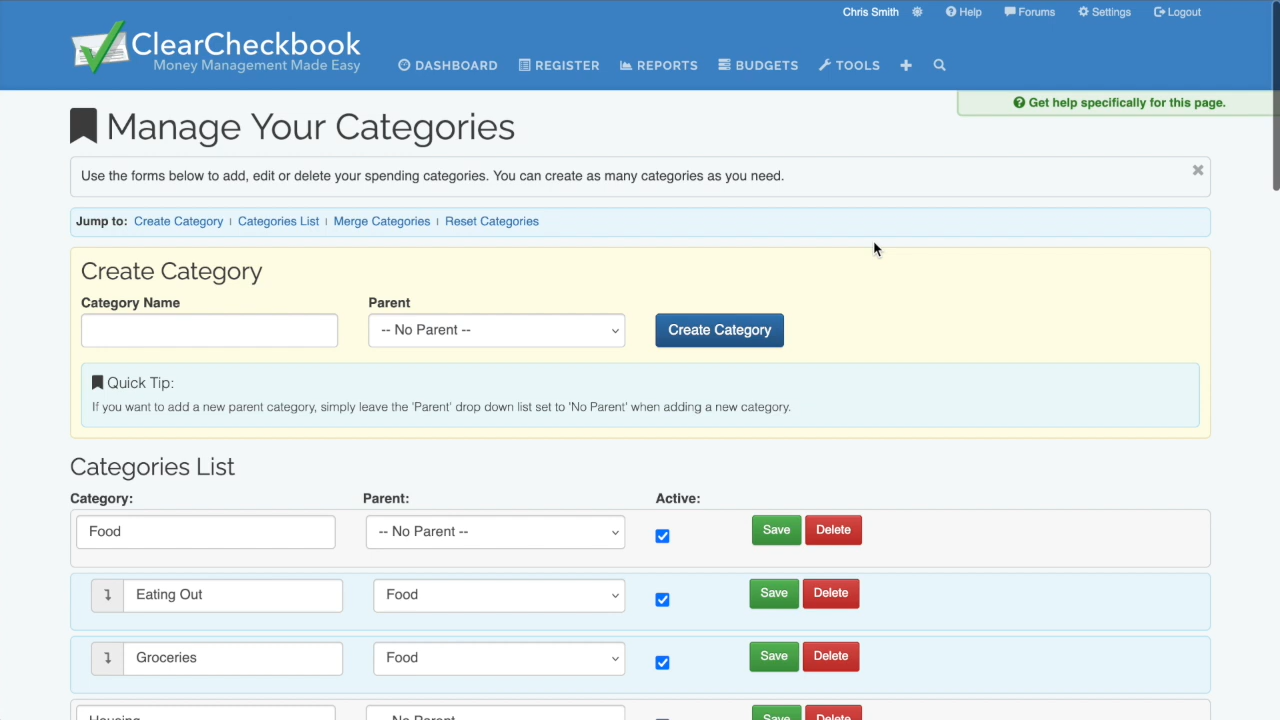 Chris Smith Help Forums Settings Logout
ClearCheckbook
Money Management Made Easy
DASHBOARD REGISTER REPORTS BUDGETS TOOLS
Get help specifically for this page.
Manage Your Categories
Use the forms below to add, edit or delete your spending categories. You can create as many categories as you need.
Jump to: Create Category | Categories List | Merge Categories | Reset Categories
Create Category
Category Name Parent
-- No Parent -- Create Category
Quick Tip:
If you want to add a new parent category, simply leave the 'Parent' drop down list set to 'No Parent' when adding a new category.
Categories List
Category: Parent: Active:
Food -- No Parent -- Save Delete
Eating Out Food Save Delete
Groceries Food Save Delete
Housing -- No Parent -- Save Delete